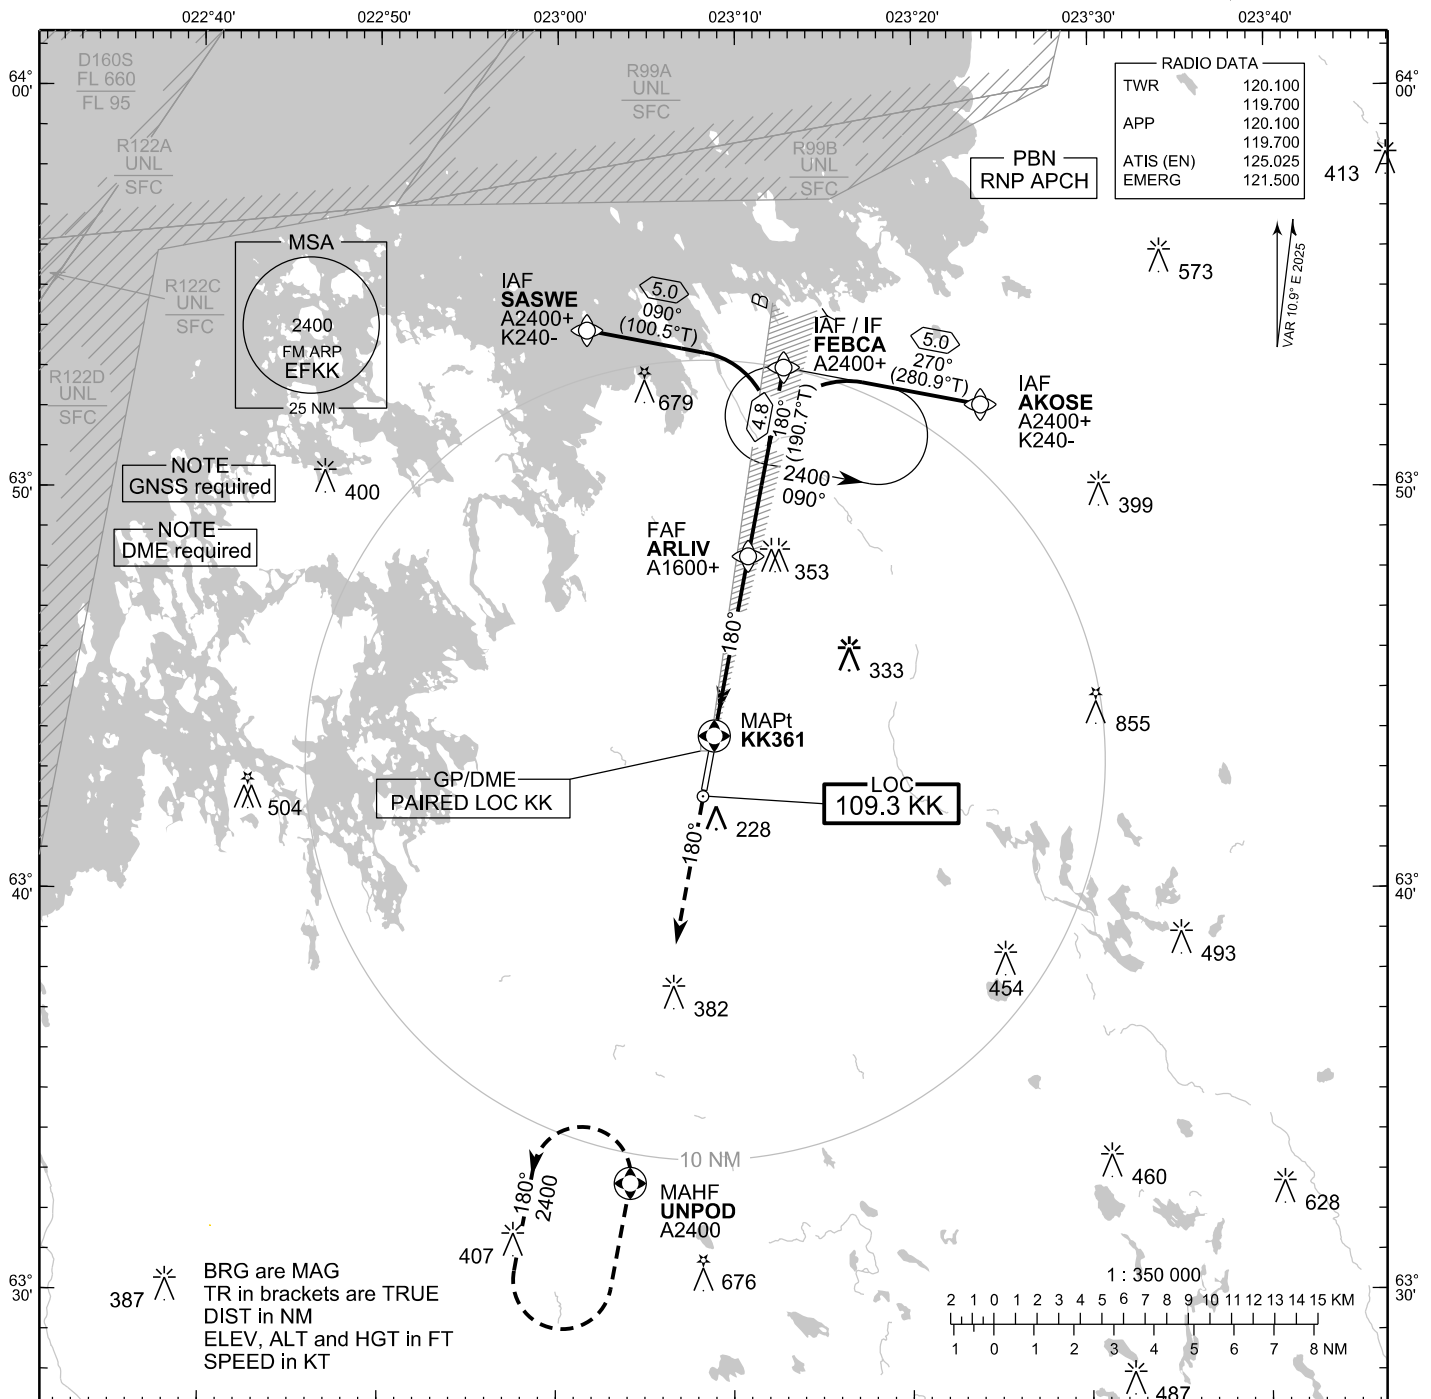 022°40'
022°50'
023°00'
023°10'
023°20'
023°30'
023°40'
64°
00'
64°
00'
D160S
FL 660
FL 95
R99A
UNL
SFC
RADIO DATA
TWR 120.100
119.700
APP 120.100
119.700
ATIS (EN) 125.025
EMERG 121.500
R122A
UNL
SFC
R99B
UNL
SFC
PBN
RNP APCH
413
MSA
2400
FM ARP
EFKK
25 NM
573
VAR 10.9° E 2025
R122C
UNL
SFC
IAF
SASWE
A2400+
K240-
5.0
090°
(100.5°T)
B
IAF / IF
FEBCA
A2400+
5.0
270°
(280.9°T)
IAF
AKOSE
A2400+
K240-
R122D
UNL
SFC
679
4.8
180°
(190.7°T)
2400
090°
NOTE
GNSS required
400
63°
50'
399
63°
50'
NOTE
DME required
FAF
ARLIV
A1600+
353
180°
333
855
MAPt
KK361
GP/DME
PAIRED LOC KK
LOC
109.3 KK
504
228
180°
63°
40'
63°
40'
493
454
382
10 NM
180°
2400
MAHF
UNPOD
A2400
460
628
407
676
387
63°
30'
63°
30'
BRG are MAG
TR in brackets are TRUE
DIST in NM
ELEV, ALT and HGT in FT
SPEED in KT
1 : 350 000
2 1 0 1 2 3 4 5 6 7 8 9 10 11 12 13 14 15 KM
1 0 1 2 3 4 5 6 7 8 NM
487